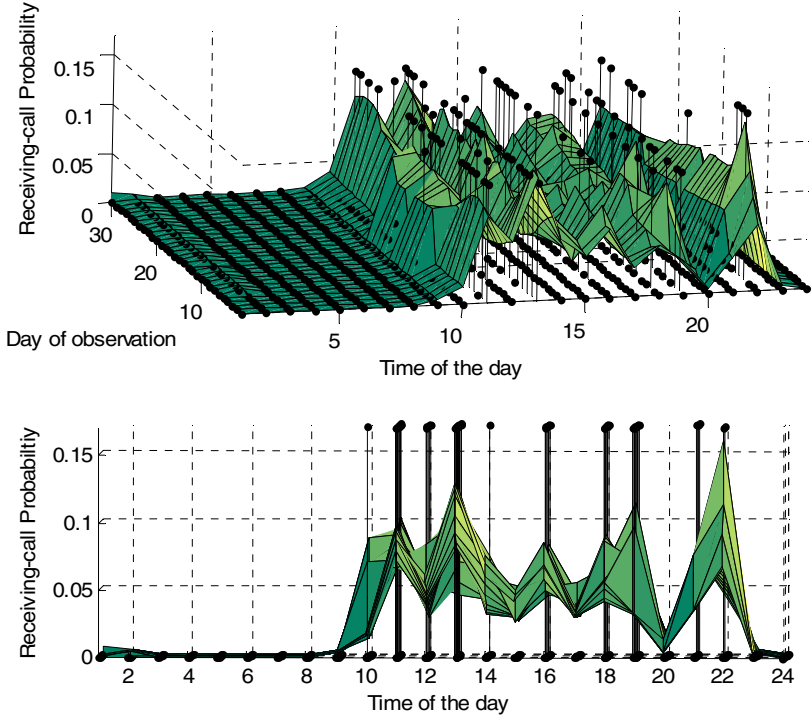 Receiving-call Probability
0.15
0.1
0.05
0
30
20
10
Day of observation
5
10
15
20
Time of the day
Receiving-call Probabiltiy
0.15
0.1
0.05
0
2 4 6 8 10 12 14 16 18 20 22 24
Time of the day